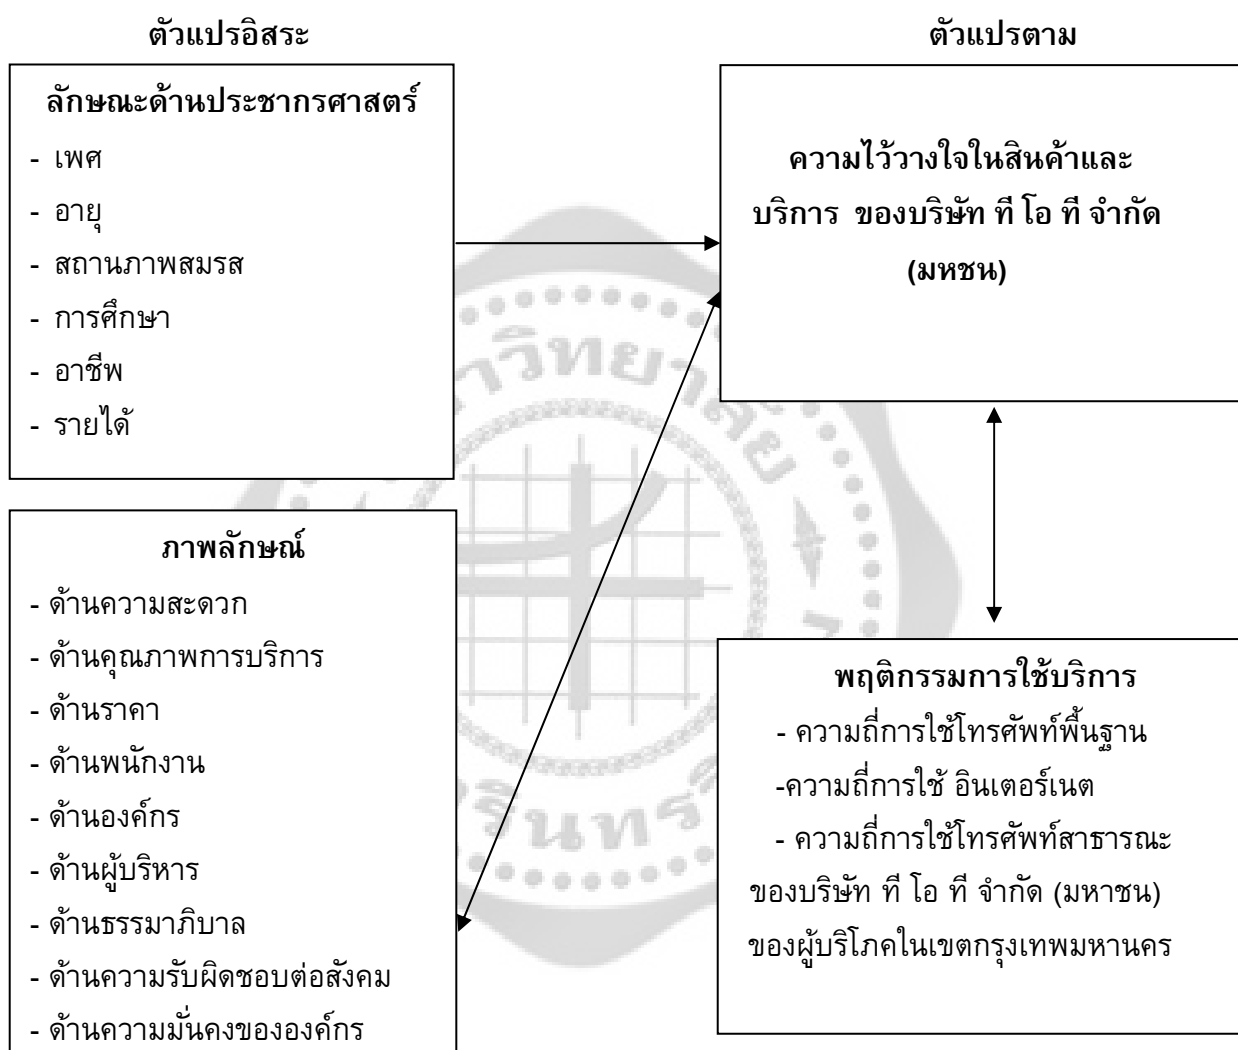 ตัวแปรอิสระ
ลักษณะด้านประชากรศาสตร์
- เพศ
- อายุ
- สถานภาพสมรส
- การศึกษา
- อาชีพ
- รายได้
ภาพลักษณ์
- ด้านความสะดวก
- ด้านคุณภาพการบริการ
- ด้านราคา
- ด้านพนักงาน
- ด้านองค์กร
- ด้านผู้บริหาร
- ด้านธรรมาภิบาล
- ด้านความรับผิดชอบต่อสังคม
- ด้านความมั่นคงขององค์กร
ตัวแปรตาม
ความไว้วางใจในสินค้าและ
บริการ ของบริษัท ที โอ ที จำกัด
(มหชน)
พฤติกรรมการใช้บริการ
- ความถี่การใช้โทรศัพท์พื้นฐาน
-ความถี่การใช้ อินเตอร์เนต
- ความถี่การใช้โทรศัพท์สาธารณะ
ของบริษัท ที โอ ที จำกัด (มหาชน)
ของผู้บริโภคในเขตกรุงเทพมหานคร